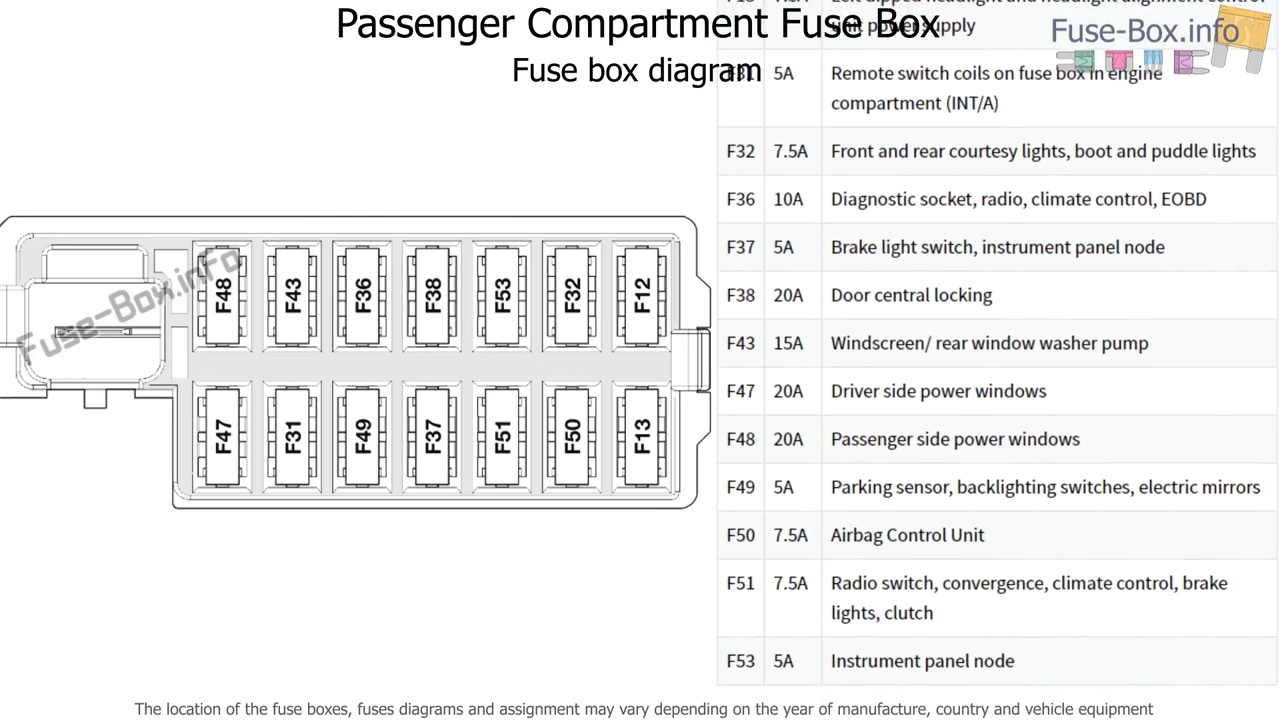 Passenger Compartment Fuse Box
Fuse box diagram
Fuse-Box.info
unit power supply
F31 5A Remote switch coils on fuse box in engine
compartment (INT/A)
F32 7.5A Front and rear courtesy lights, boot and puddle lights
F36 10A Diagnostic socket, radio, climate control, EOBD
F37 5A Brake light switch, instrument panel node
F38 20A Door central locking
F43 15A Windscreen/ rear window washer pump
F47 20A Driver side power windows
F48 20A Passenger side power windows
F49 5A Parking sensor, backlighting switches, electric mirrors
F50 7.5A Airbag Control Unit
F51 7.5A Radio switch, convergence, climate control, brake
lights, clutch
F53 5A Instrument panel node
Fuse-Box.info
F48 F43 F36 F38 F53 F32 F12
F47 F31 F49 F37 F51 F50 F13
The location of the fuse boxes, fuses diagrams and assignment may vary depending on the year of manufacture, country and vehicle equipment